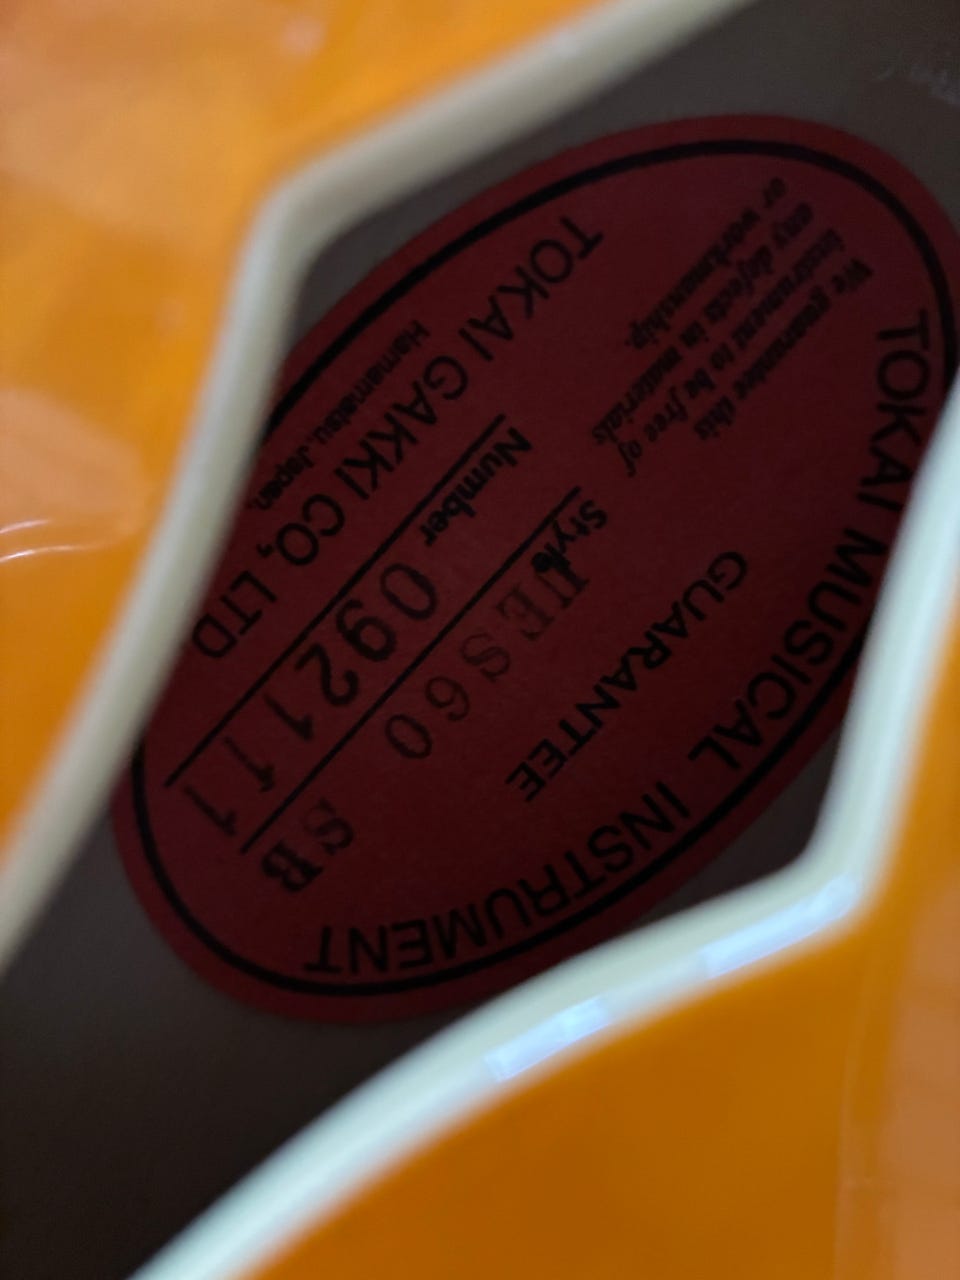 TOKAI MUSICAL INSTRUMENT
GUARANTEE
We guarantee this
instrument to be free of
any defects in materials
or workmanship.
Style UES60 SB
Number 0921111
TOKAI GAKKI CO., LTD
Hamamatsu, Japan.